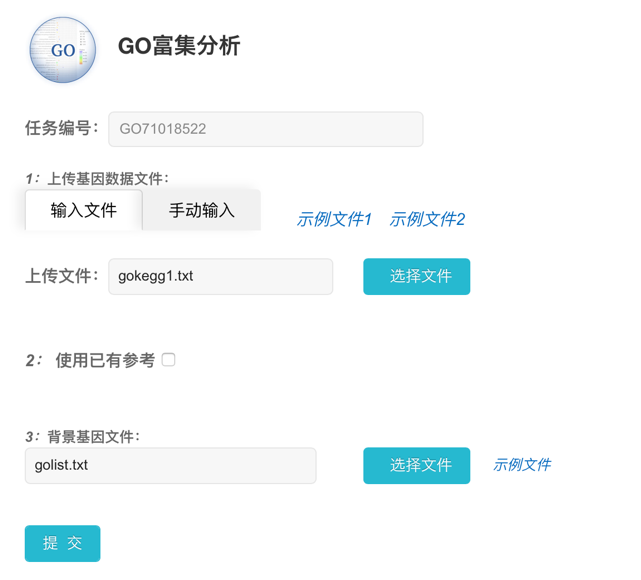 GO
GO富集分析
任务编号： GO71018522
1：上传基因数据文件：
输入文件 手动输入 示例文件1 示例文件2
上传文件： gokegg1.txt 选择文件
2： 使用已有参考
3：背景基因文件：
golist.txt 选择文件 示例文件
提 交